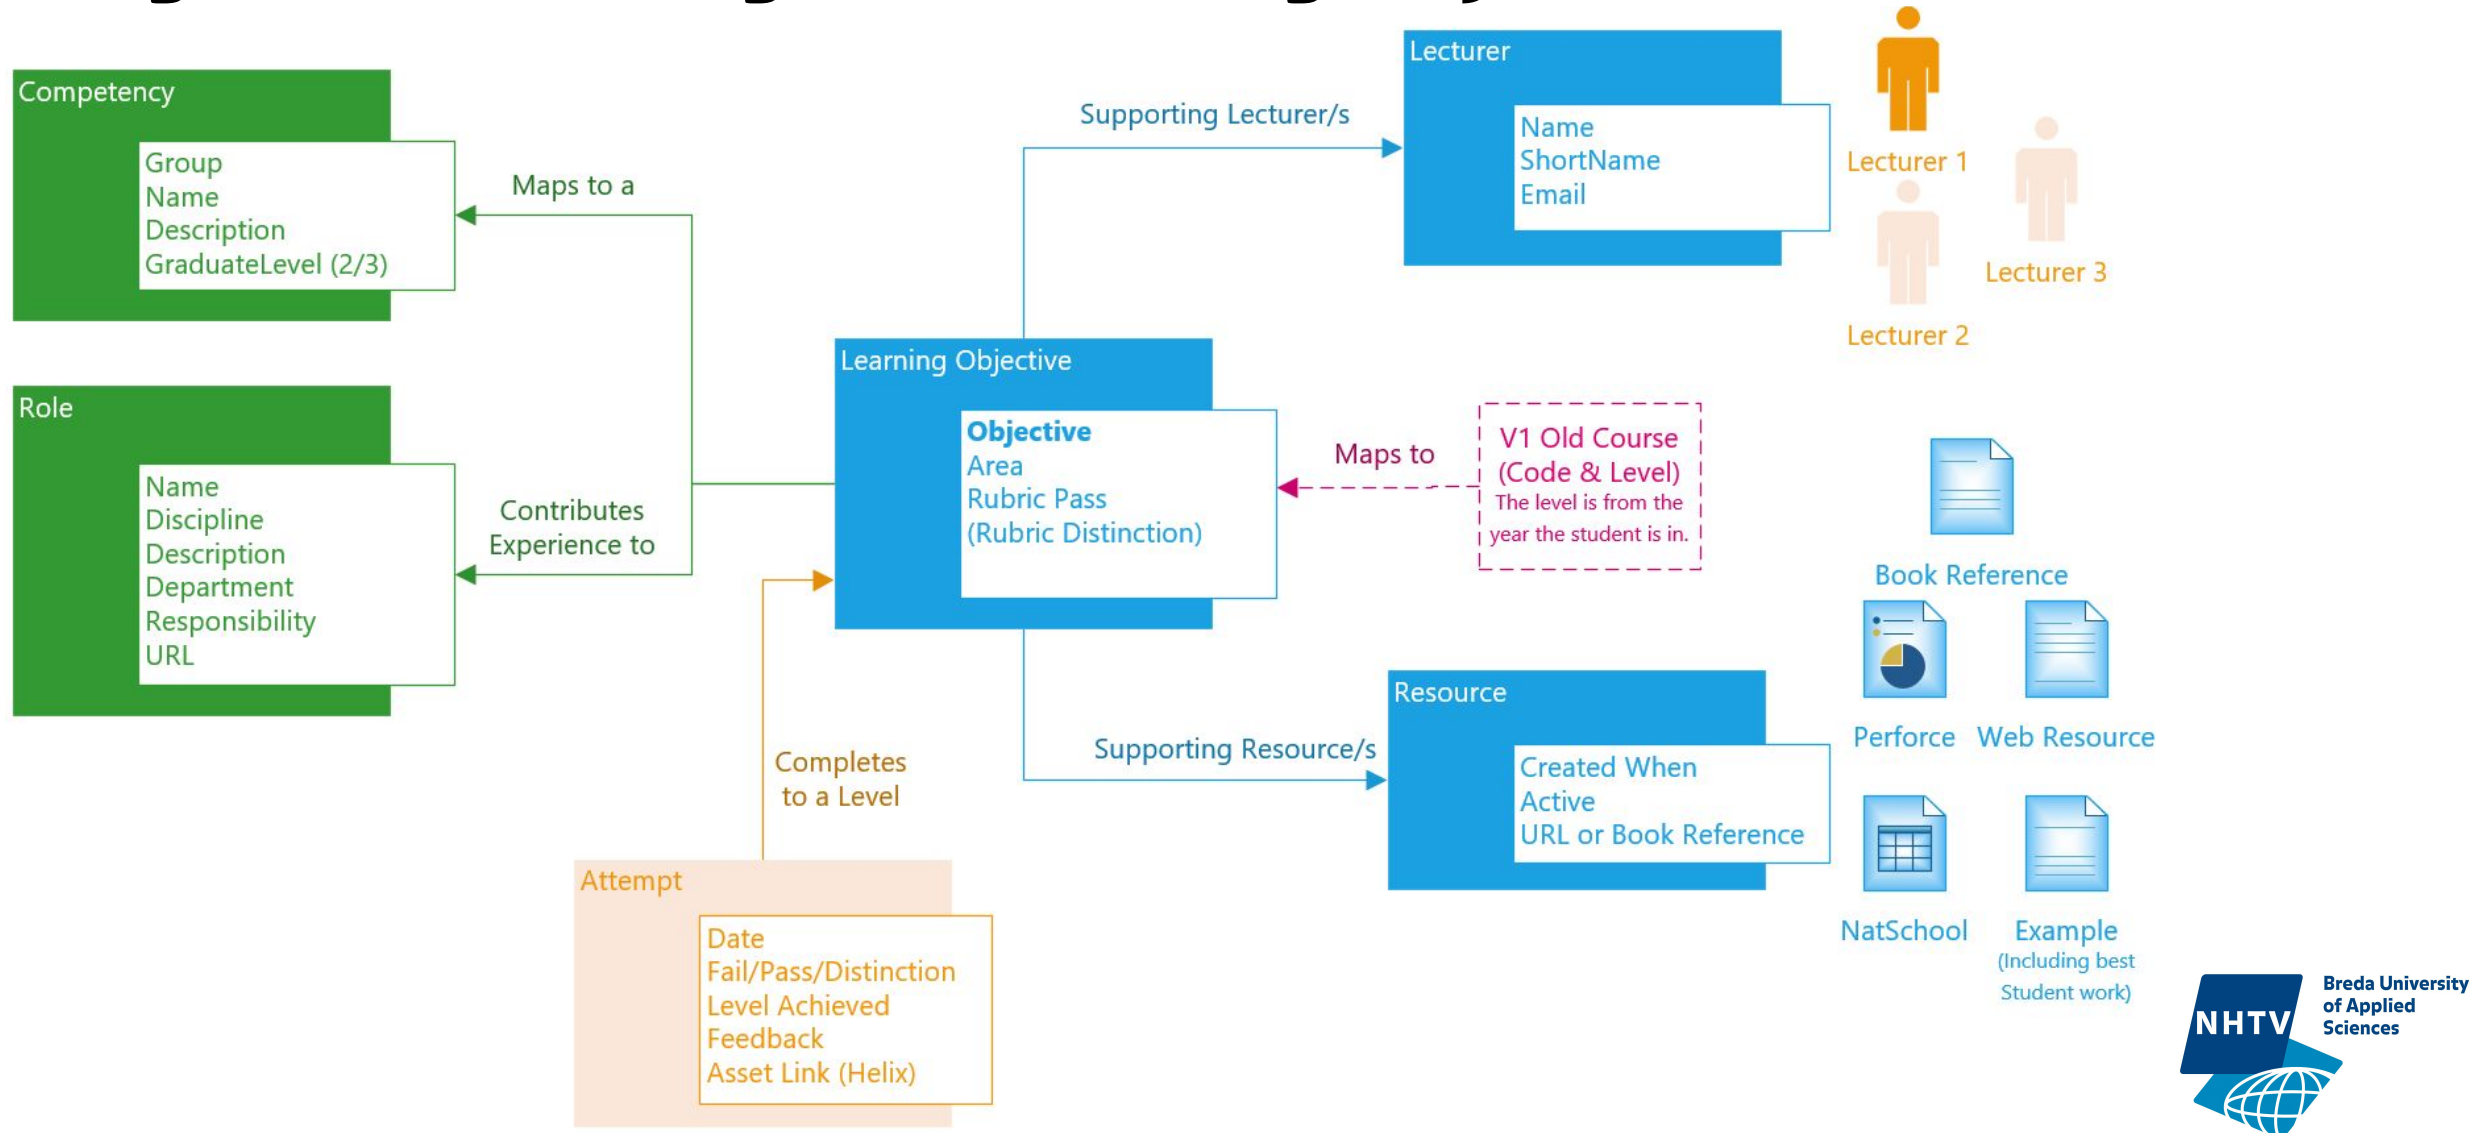 Competency
Group
Name
Description
GraduateLevel (2/3)
Maps to a
Role
Name
Discipline
Description
Department
Responsibility
URL
Contributes
Experience to
Learning Objective
Objective
Area
Rubric Pass
(Rubric Distinction)
Supporting Lecturer/s
Lecturer
Name
ShortName
Email
Lecturer 1
Lecturer 2
Lecturer 3
Maps to
V1 Old Course
(Code & Level)
The level is from the
year the student is in.
Supporting Resource/s
Resource
Created When
Active
URL or Book Reference
Book Reference
Perforce
Web Resource
NatSchool
Example
(Including best
Student work)
Completes
to a Level
Attempt
Date
Fail/Pass/Distinction
Level Achieved
Feedback
Asset Link (Helix)
NHTV
Breda University
of Applied
Sciences